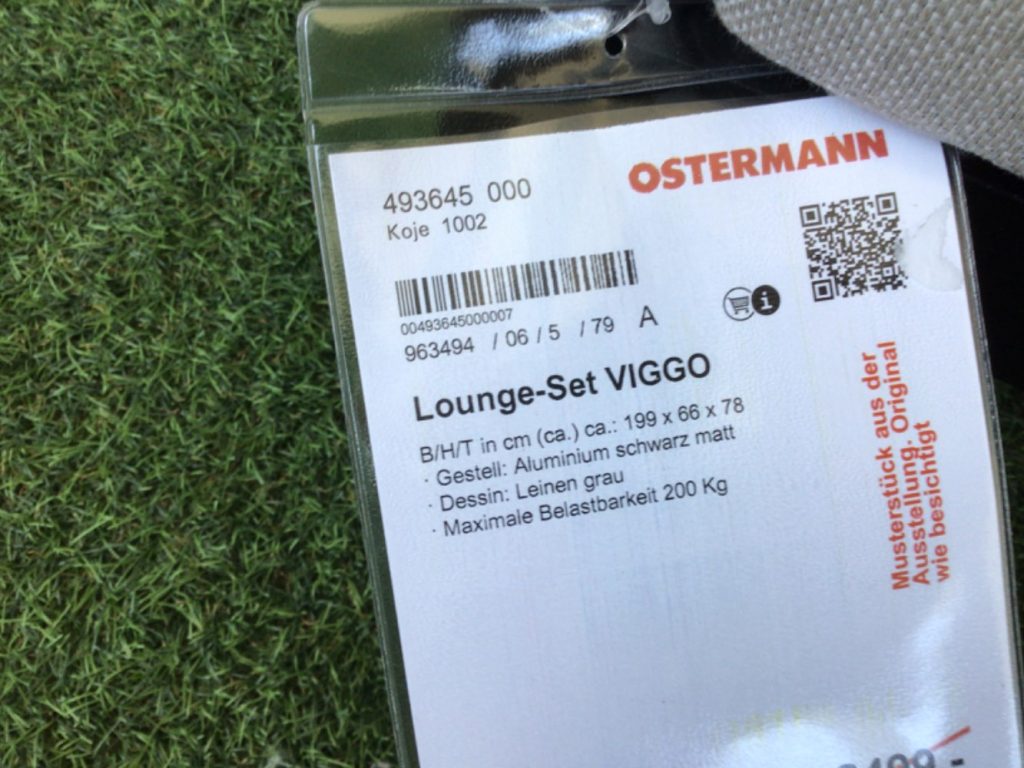 OSTERMANN
493645 000
Koje 1002
00493645000007
963494 / 06 / 5 / 79 A
Lounge-Set VIGGO
B/H/T in cm (ca.) ca.: 199 x 66 x 78
· Gestell: Aluminium schwarz matt
· Dessin: Leinen grau
· Maximale Belastbarkeit 200 Kg
Musterstück aus der
Ausstellung. Original
wie besichtigt